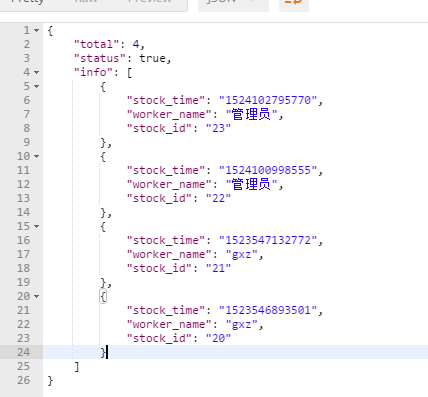 Pretty Raw Preview JSON
1 {
2 "total": 4,
3 "status": true,
4 "info": [
5 {
6 "stock_time": "1524102795770",
7 "worker_name": "管理员",
8 "stock_id": "23"
9 },
10 {
11 "stock_time": "1524100998555",
12 "worker_name": "管理员",
13 "stock_id": "22"
14 },
15 {
16 "stock_time": "1523547132772",
17 "worker_name": "gxz",
18 "stock_id": "21"
19 },
20 {
21 "stock_time": "1523546893501",
22 "worker_name": "gxz",
23 "stock_id": "20"
24 }
25 ]
26 }